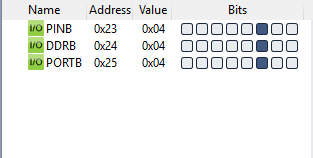 Name Address Value Bits
I/O PINB 0x23 0x04
I/O DDRB 0x24 0x04
I/O PORTB 0x25 0x04